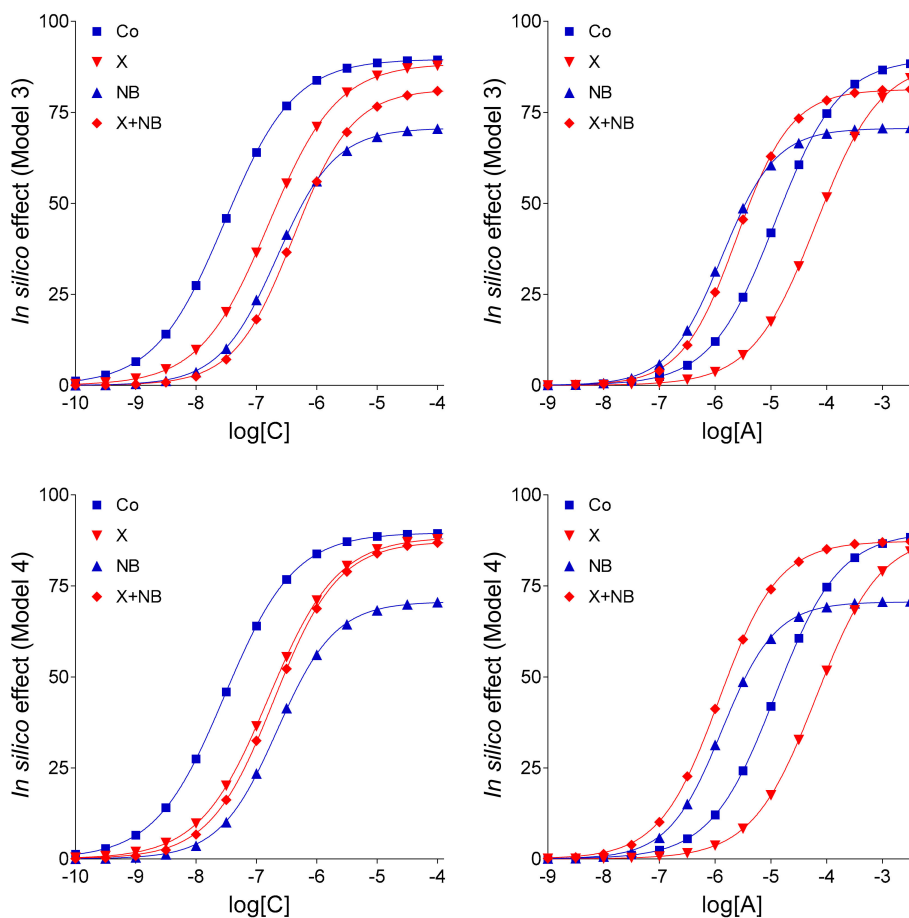 In silico effect (Model 3)
100
75
50
25
0
Co
X
NB
X+NB
-10 -9 -8 -7 -6 -5 -4
log[C]
In silico effect (Model 3)
100
75
50
25
0
Co
X
NB
X+NB
-9 -8 -7 -6 -5 -4 -3
log[A]
In silico effect (Model 4)
100
75
50
25
0
Co
X
NB
X+NB
-10 -9 -8 -7 -6 -5 -4
log[C]
In silico effect (Model 4)
100
75
50
25
0
Co
X
NB
X+NB
-9 -8 -7 -6 -5 -4 -3
log[A]